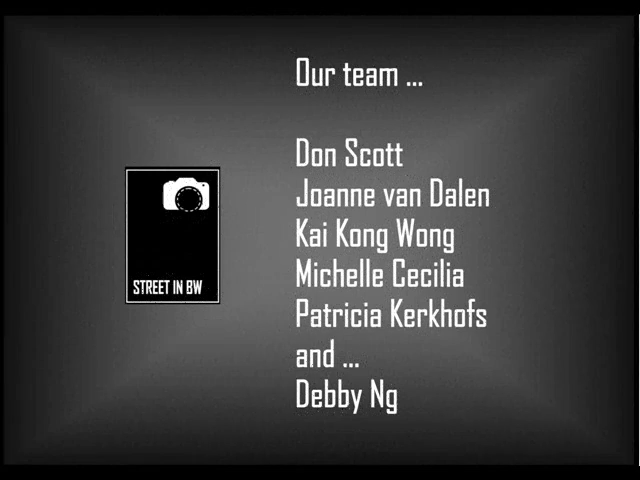 Our team ...
Don Scott
Joanne van Dalen
Kai Kong Wong
Michelle Cecilia
Patricia Kerkhofs
and ...
Debby Ng
STREET IN BW